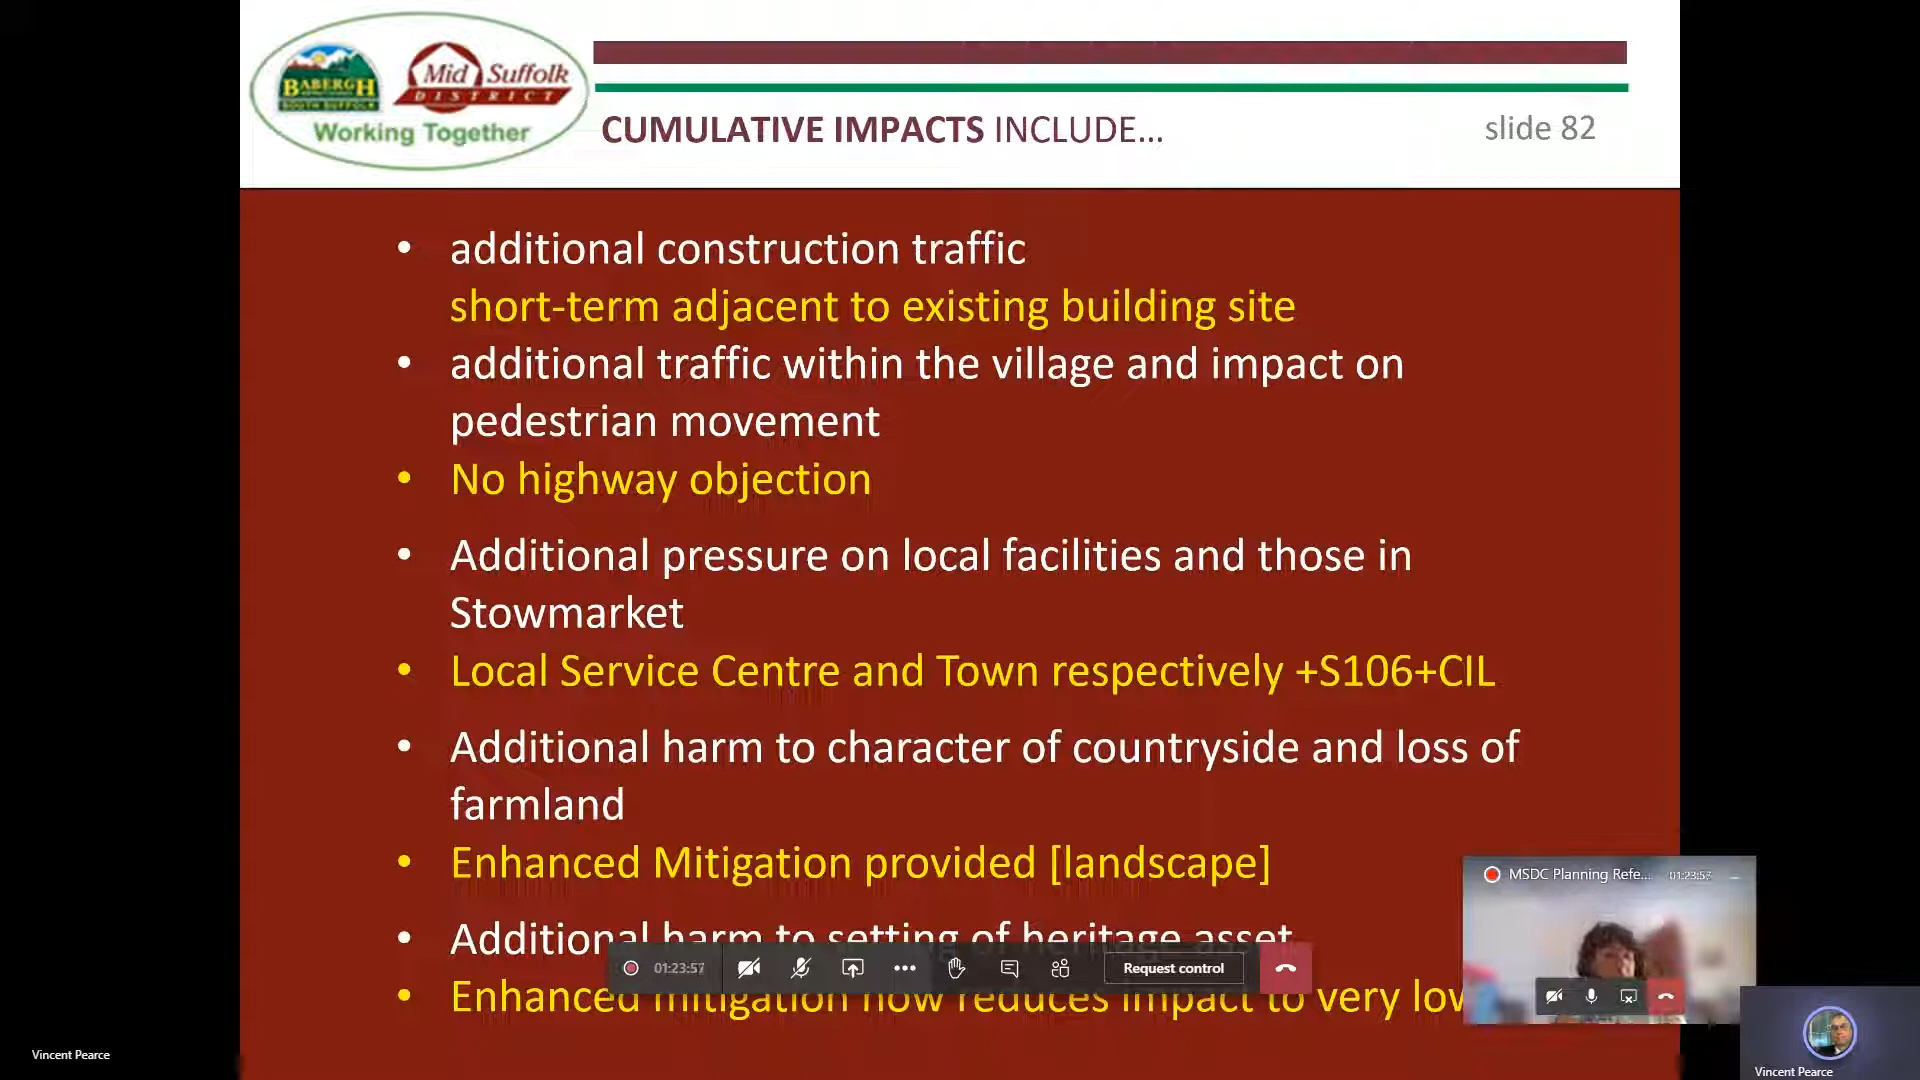 BABERGH
SOUTH SUFFOLK
Mid Suffolk
DISTRICT
Working Together
CUMULATIVE IMPACTS INCLUDE...
slide 82
• additional construction traffic
short-term adjacent to existing building site
• additional traffic within the village and impact on
pedestrian movement
• No highway objection
• Additional pressure on local facilities and those in
Stowmarket
• Local Service Centre and Town respectively +S106+CIL
• Additional harm to character of countryside and loss of
farmland
• Enhanced Mitigation provided [landscape]
• Additional harm to setting of heritage asset
• Enhanced mitigation now reduces impact to very
MSDC Planning Refe... 01:23:57
01:23:57
Request control
Vincent Pearce
Vincent Pearce